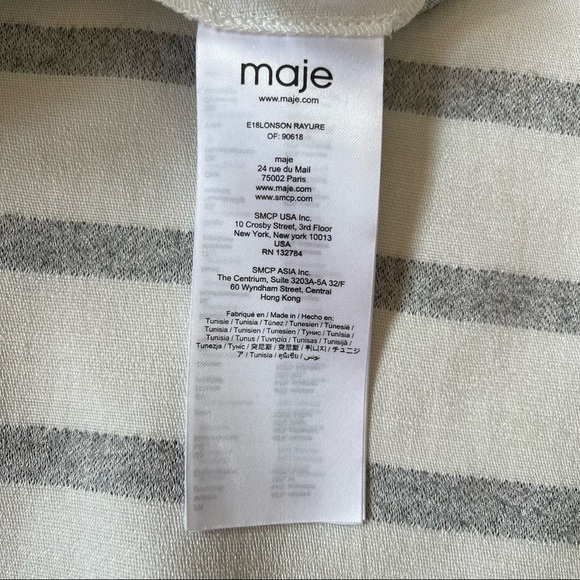 maje
www.maje.com
E18LONSON RAYURE
OF: 90618
maje
24 rue du Mail
75002 Paris
www.maje.com
www.smcp.com
SMCP USA Inc.
10 Crosby Street, 3rd Floor
New York, New york 10013
USA
RN 132784
SMCP ASIA Inc.
The Centrium, Suite 3203A-5A 32/F
60 Wyndham Street, Central
Hong Kong
Fabriqué en / Made in / Hecho en:
Tunisie / Tunisia / Túnez / Tunesien / Tunesië /
Tunisia / Tunisien / Tunesien / Тунис / Tunisia /
Tunisia / Tunus / Τυνησία / Tunisas / Tunisijā /
Tunezja / Туніс / 突尼斯 / 突尼斯 / 튀니지 / チュニジ
ア / Tunisia / ตูนิเซีย / تونس